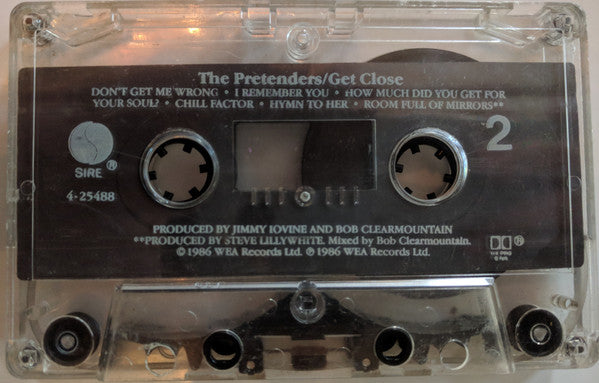 The Pretenders/Get Close
DON'T GET ME WRONG • I REMEMBER YOU • HOW MUCH DID YOU GET FOR
YOUR SOUL? • CHILL FACTOR • HYMN TO HER • ROOM FULL OF MIRRORS**
2
SIRE ®
4-25488
PRODUCED BY JIMMY IOVINE AND BOB CLEARMOUNTAIN
**PRODUCED BY STEVE LILLYWHITE. Mixed by Bob Clearmountain.
© 1986 WEA Records Ltd. ℗ 1986 WEA Records Ltd.